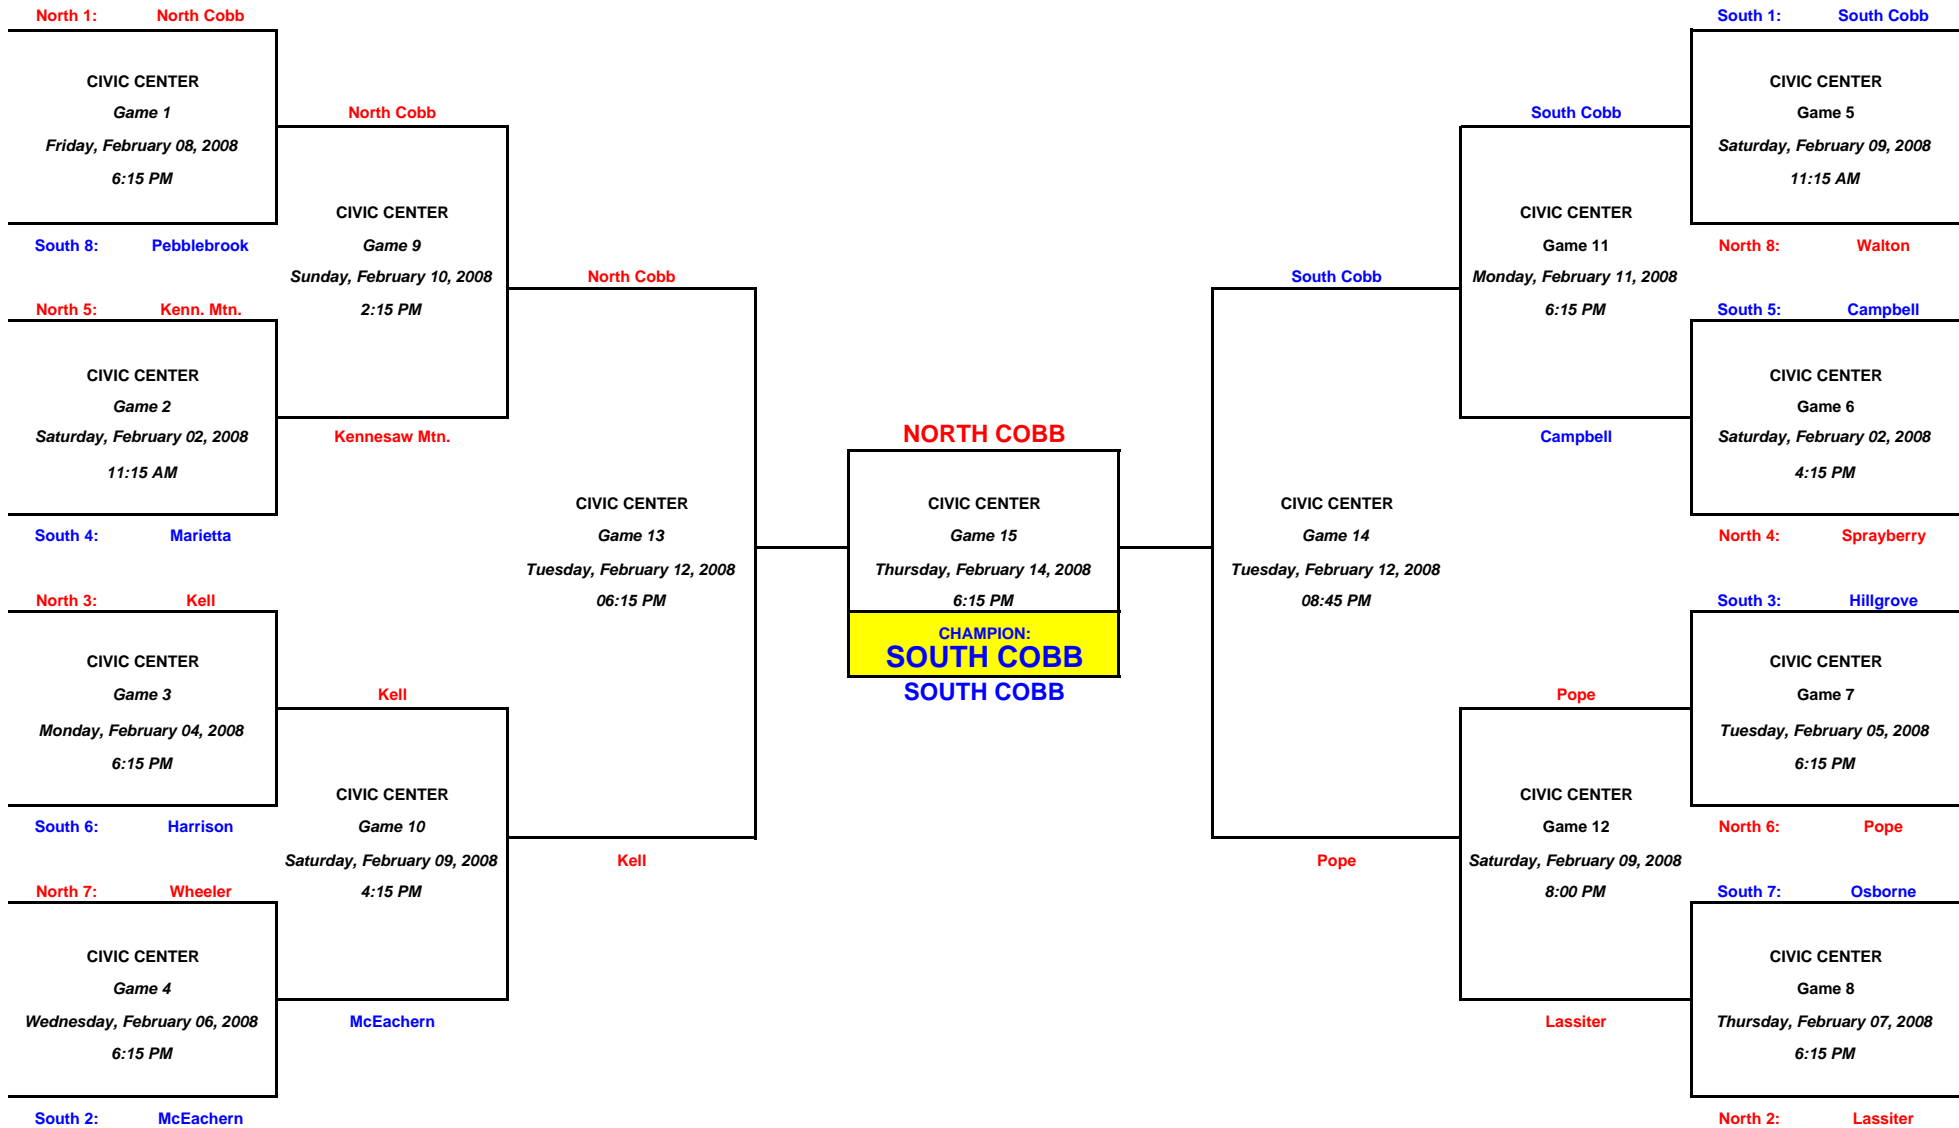 North 1: North Cobb
CIVIC CENTER
Game 1
Friday, February 08, 2008
6:15 PM
South 8: Pebblebrook
North 5: Kenn. Mtn.
CIVIC CENTER
Game 2
Saturday, February 02, 2008
11:15 AM
South 4: Marietta
North 3: Kell
CIVIC CENTER
Game 3
Monday, February 04, 2008
6:15 PM
South 6: Harrison
North 7: Wheeler
CIVIC CENTER
Game 4
Wednesday, February 06, 2008
6:15 PM
South 2: McEachern
North Cobb
CIVIC CENTER
Game 9
Sunday, February 10, 2008
2:15 PM
Kennesaw Mtn.
Kell
CIVIC CENTER
Game 10
Saturday, February 09, 2008
4:15 PM
McEachern
North Cobb
CIVIC CENTER
Game 13
Tuesday, February 12, 2008
06:15 PM
Kell
NORTH COBB
CIVIC CENTER
Game 15
Thursday, February 14, 2008
6:15 PM
CHAMPION:
SOUTH COBB
SOUTH COBB
South Cobb
CIVIC CENTER
Game 14
Tuesday, February 12, 2008
08:45 PM
Pope
South Cobb
CIVIC CENTER
Game 11
Monday, February 11, 2008
6:15 PM
Campbell
Pope
CIVIC CENTER
Game 12
Saturday, February 09, 2008
8:00 PM
Lassiter
South 1: South Cobb
CIVIC CENTER
Game 5
Saturday, February 09, 2008
11:15 AM
North 8: Walton
South 5: Campbell
CIVIC CENTER
Game 6
Saturday, February 02, 2008
4:15 PM
North 4: Sprayberry
South 3: Hillgrove
CIVIC CENTER
Game 7
Tuesday, February 05, 2008
6:15 PM
North 6: Pope
South 7: Osborne
CIVIC CENTER
Game 8
Thursday, February 07, 2008
6:15 PM
North 2: Lassiter